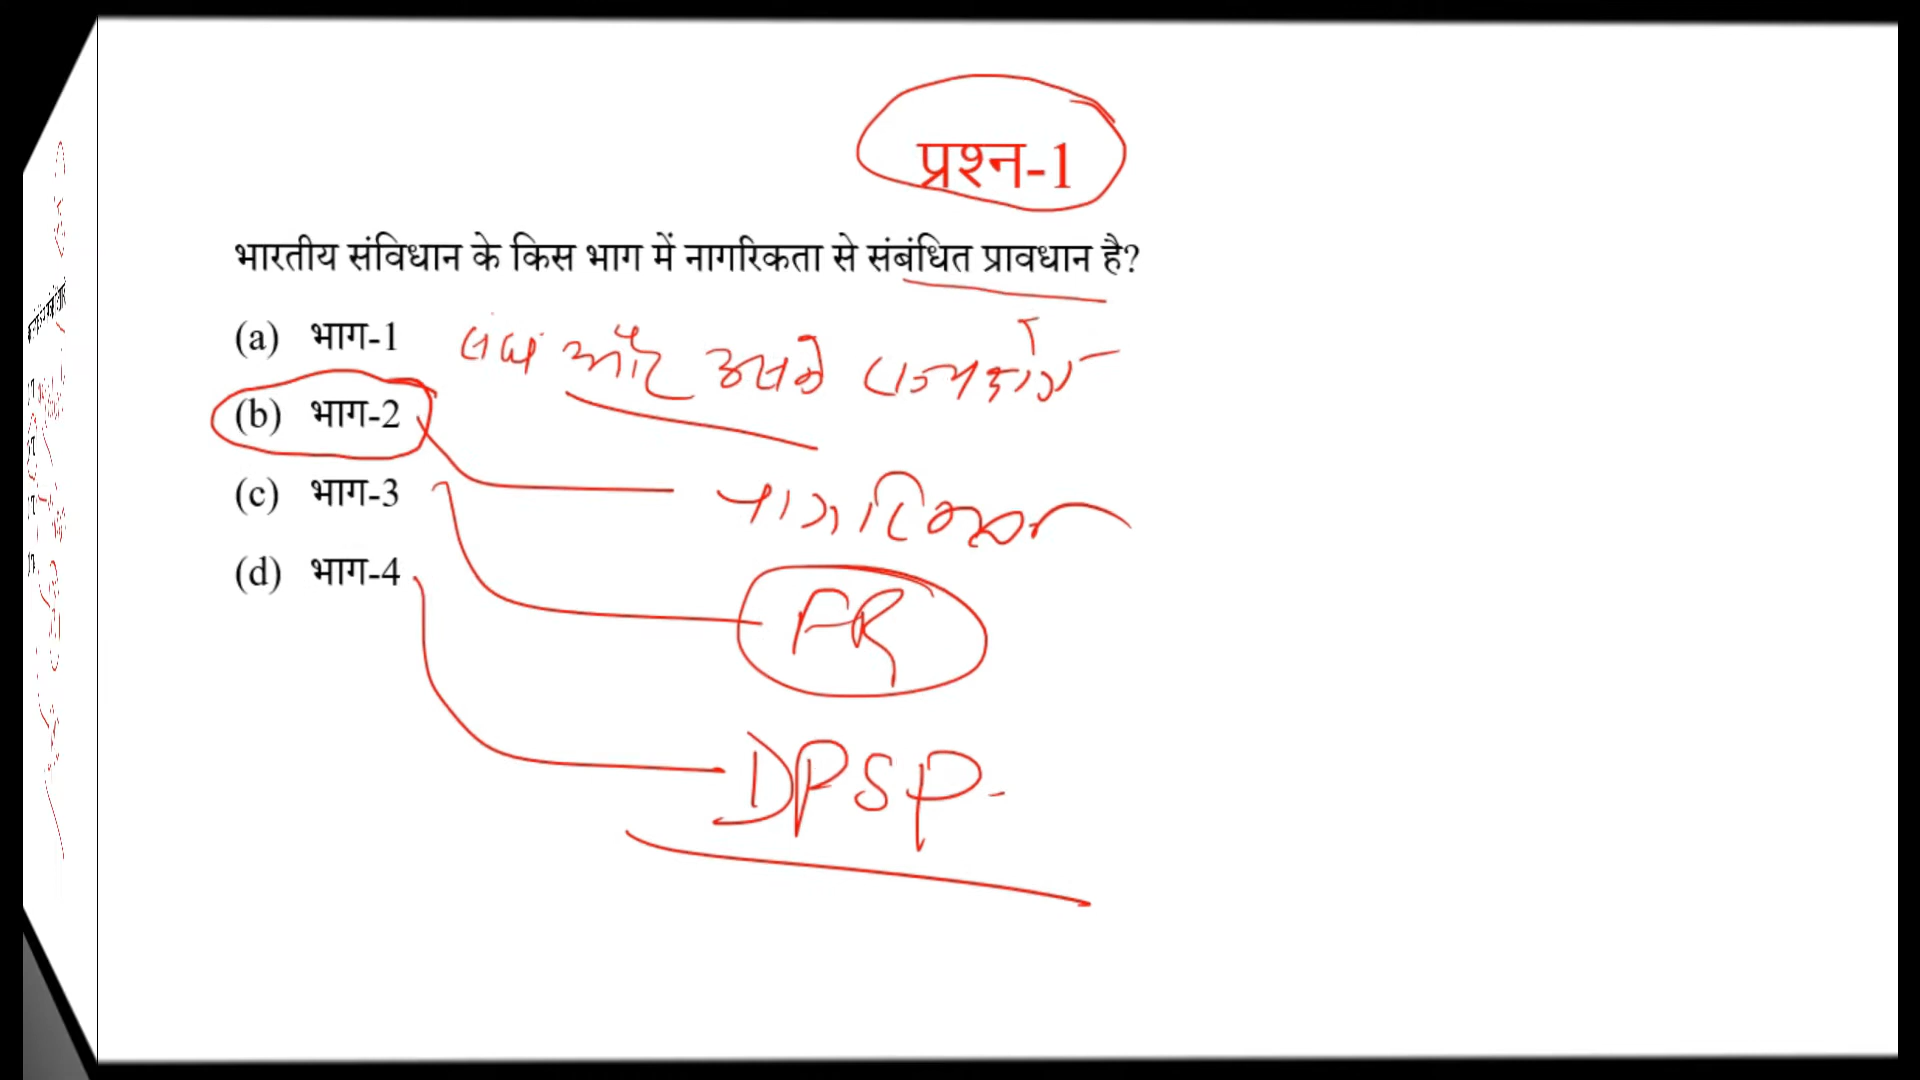 प्रश्न-1
भारतीय संविधान के किस भाग में नागरिकता से संबंधित प्रावधान है?
(a) भाग-1 संघ और उसके राज्यक्षेत्र
(b) भाग-2
नागरिकता
(c) भाग-3
(d) भाग-4
FR
DPSP